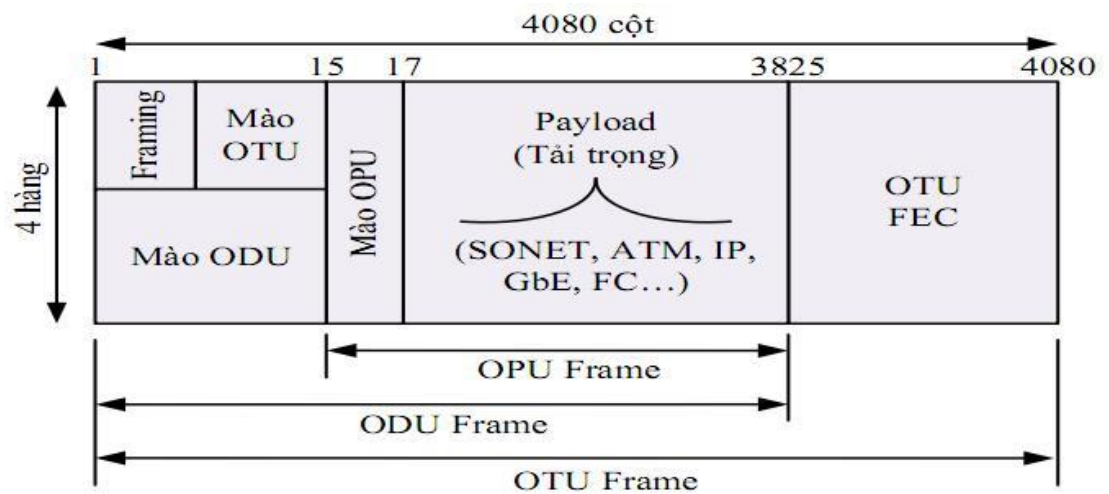 4080 cột
1 15 17 3825 4080
4 hàng
Framing
Mào
OTU
Mào ODU
Mào OPU
Payload
(Tải trọng)
(SONET, ATM, IP,
GbE, FC...)
OTU
FEC
OPU Frame
ODU Frame
OTU Frame